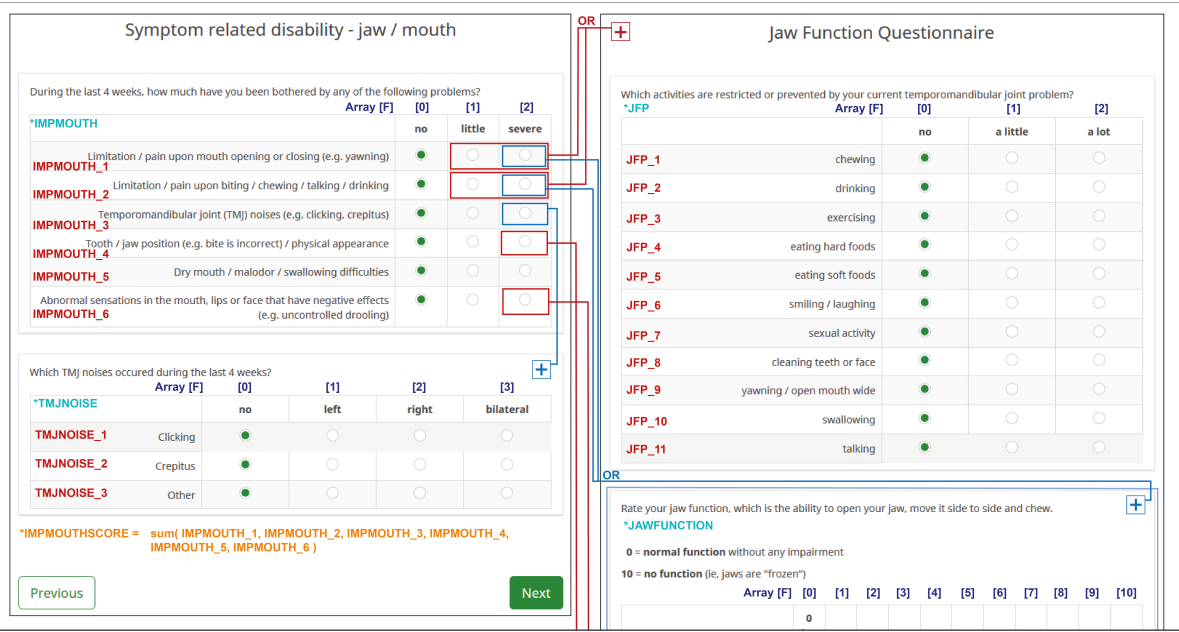 Symptom related disability - jaw / mouth
During the last 4 weeks, how much have you been bothered by any of the following problems?
Array [F] [0] [1] [2]
*IMPMOUTH
no little severe
Limitation / pain upon mouth opening or closing (e.g. yawning)
IMPMOUTH_1
Limitation / pain upon biting / chewing / talking / drinking
IMPMOUTH_2
Temporomandibular joint (TMJ) noises (e.g. clicking, crepitus)
IMPMOUTH_3
Tooth / jaw position (e.g. bite is incorrect) / physical appearance
IMPMOUTH_4
Dry mouth / malodor / swallowing difficulties
IMPMOUTH_5
Abnormal sensations in the mouth, lips or face that have negative effects
(e.g. uncontrolled drooling)
IMPMOUTH_6
+
Which TMJ noises occured during the last 4 weeks?
Array [F] [0] [1] [2] [3]
*TMJNOISE
no left right bilateral
TMJNOISE_1 Clicking
TMJNOISE_2 Crepitus
TMJNOISE_3 Other
*IMPMOUTHSCORE = sum( IMPMOUTH_1, IMPMOUTH_2, IMPMOUTH_3, IMPMOUTH_4,
IMPMOUTH_5, IMPMOUTH_6 )
Previous Next
OR
+
Jaw Function Questionnaire
Which activities are restricted or prevented by your current temporomandibular joint problem?
*JFP Array [F] [0] [1] [2]
no a little a lot
JFP_1 chewing
JFP_2 drinking
JFP_3 exercising
JFP_4 eating hard foods
JFP_5 eating soft foods
JFP_6 smiling / laughing
JFP_7 sexual activity
JFP_8 cleaning teeth or face
JFP_9 yawning / open mouth wide
JFP_10 swallowing
JFP_11 talking
OR
+
Rate your jaw function, which is the ability to open your jaw, move it side to side and chew.
*JAWFUNCTION
0 = normal function without any impairment
10 = no function (ie, jaws are "frozen")
Array [F] [0] [1] [2] [3] [4] [5] [6] [7] [8] [9] [10]
0